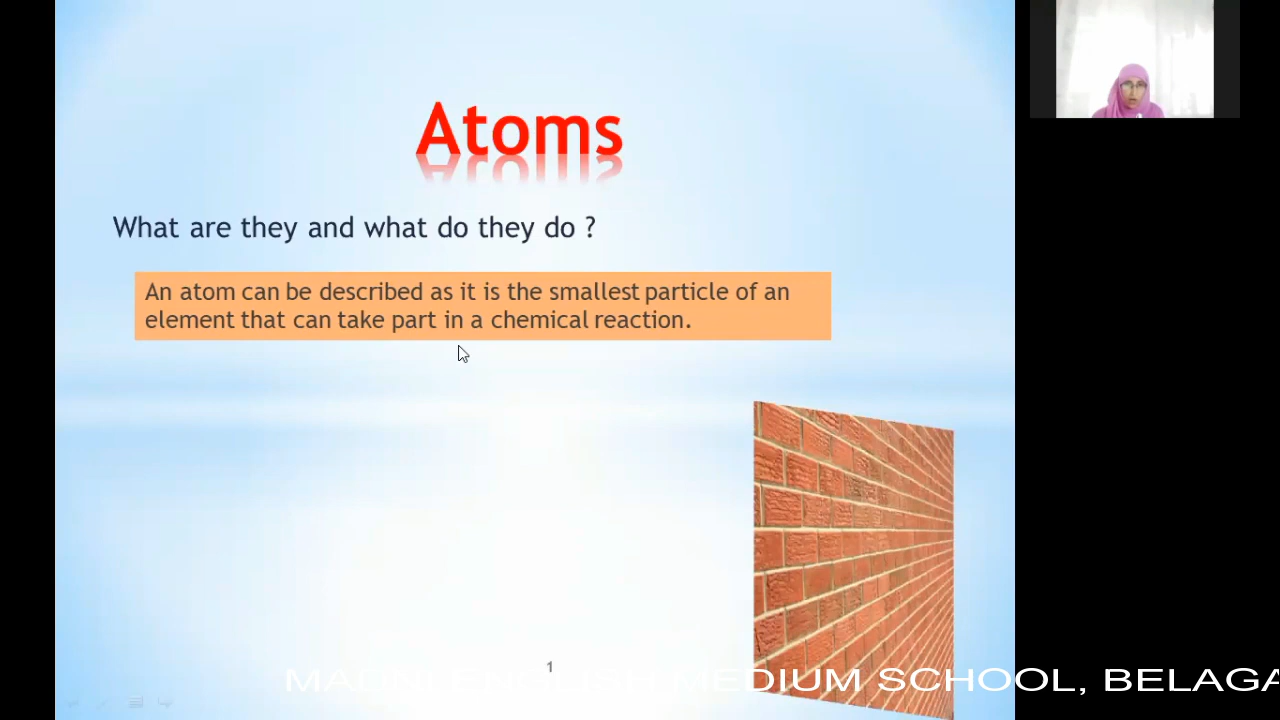 Atoms
What are they and what do they do ?
An atom can be described as it is the smallest particle of an
element that can take part in a chemical reaction.
1
MEDIUM SCHOOL, BELAGA